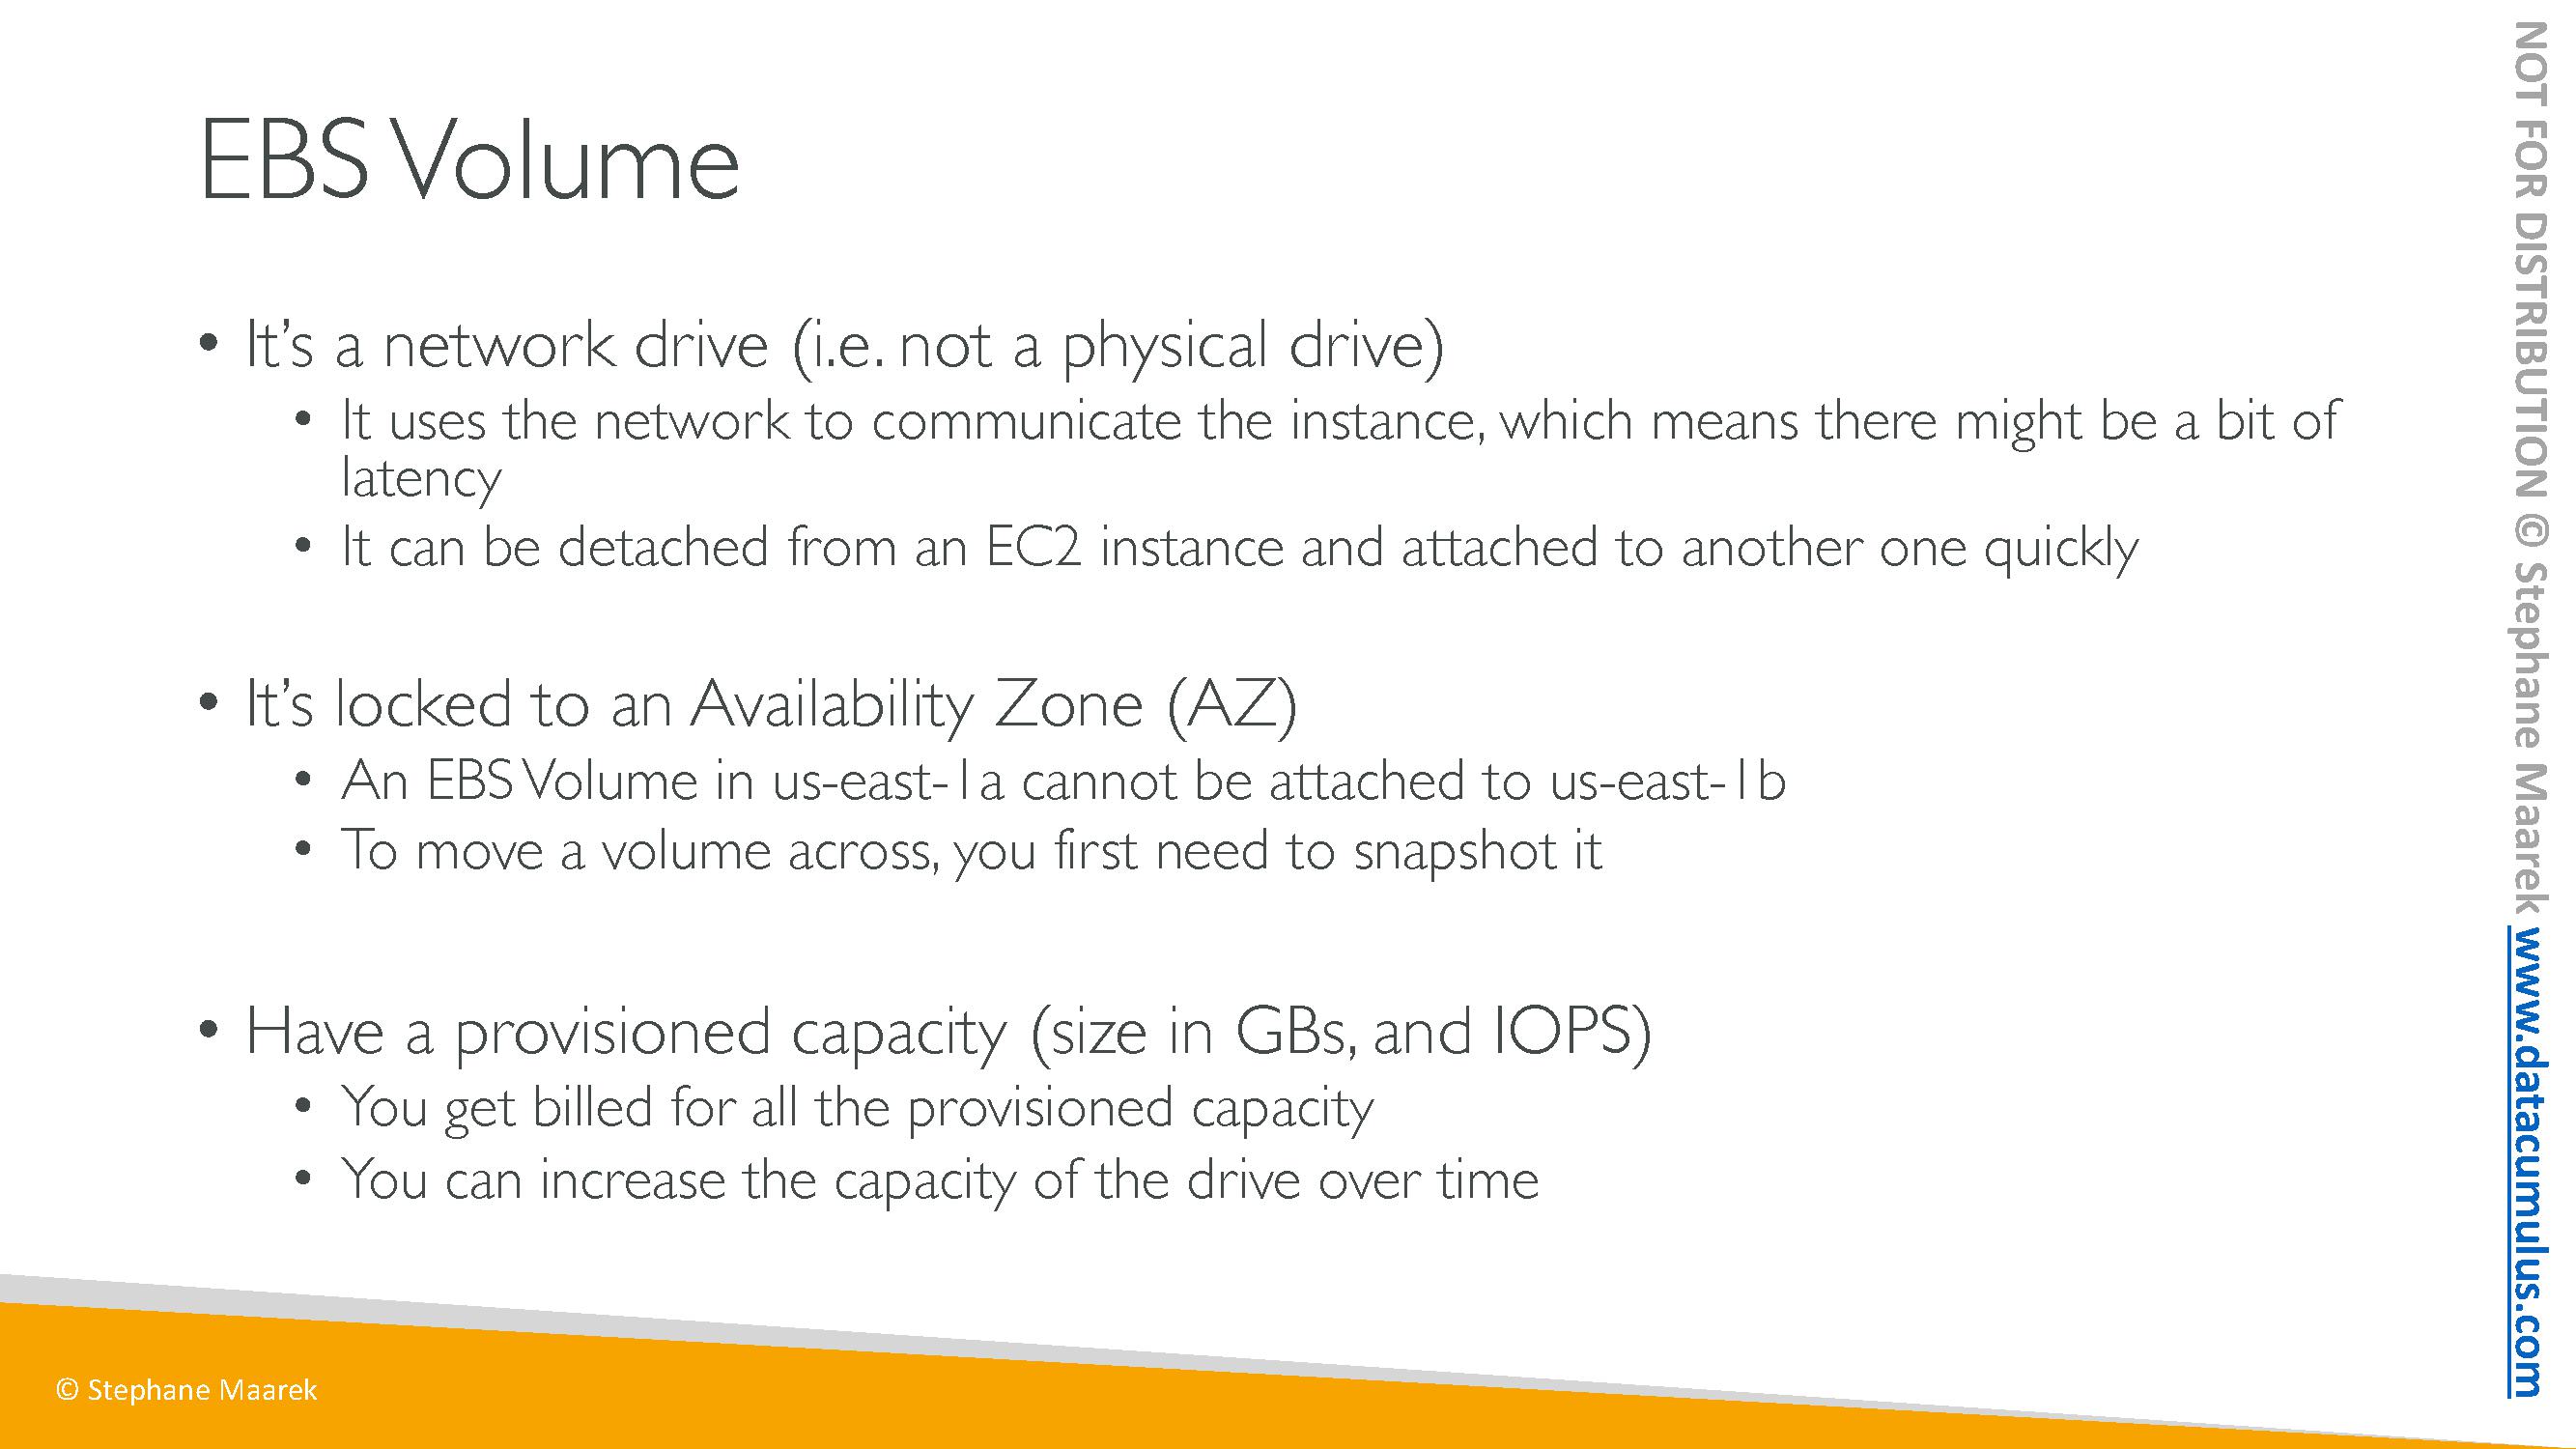 EBS Volume
• It’s a network drive (i.e. not a physical drive)
• It uses the network to communicate the instance, which means there might be a bit of
latency
• It can be detached from an EC2 instance and attached to another one quickly
• It’s locked to an Availability Zone (AZ)
• An EBS Volume in us-east-1a cannot be attached to us-east-1b
• To move a volume across, you first need to snapshot it
• Have a provisioned capacity (size in GBs, and IOPS)
• You get billed for all the provisioned capacity
• You can increase the capacity of the drive over time
© Stephane Maarek
NOT FOR DISTRIBUTION © Stephane Maarek www.datacumulus.com